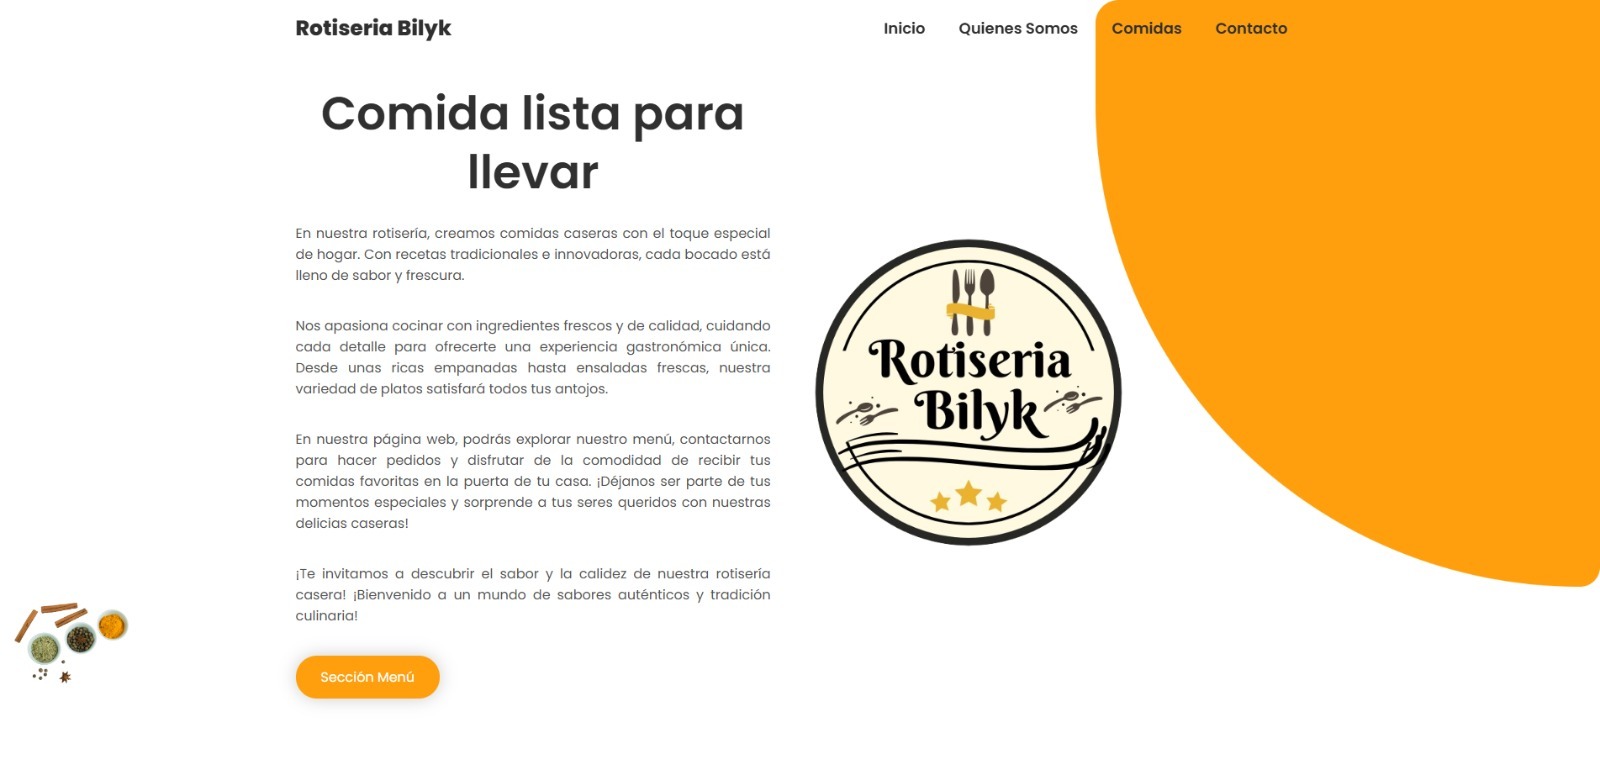 Rotiseria Bilyk
Inicio Quienes Somos Comidas Contacto
Comida lista para
llevar
En nuestra rotisería, creamos comidas caseras con el toque especial
de hogar. Con recetas tradicionales e innovadoras, cada bocado está
lleno de sabor y frescura.
Nos apasiona cocinar con ingredientes frescos y de calidad, cuidando
cada detalle para ofrecerte una experiencia gastronómica única.
Desde unas ricas empanadas hasta ensaladas frescas, nuestra
variedad de platos satisfará todos tus antojos.
En nuestra página web, podrás explorar nuestro menú, contactarnos
para hacer pedidos y disfrutar de la comodidad de recibir tus
comidas favoritas en la puerta de tu casa. ¡Déjanos ser parte de tus
momentos especiales y sorprende a tus seres queridos con nuestras
delicias caseras!
¡Te invitamos a descubrir el sabor y la calidez de nuestra rotisería
casera! ¡Bienvenido a un mundo de sabores auténticos y tradición
culinaria!
Sección Menú
Rotiseria
Bilyk